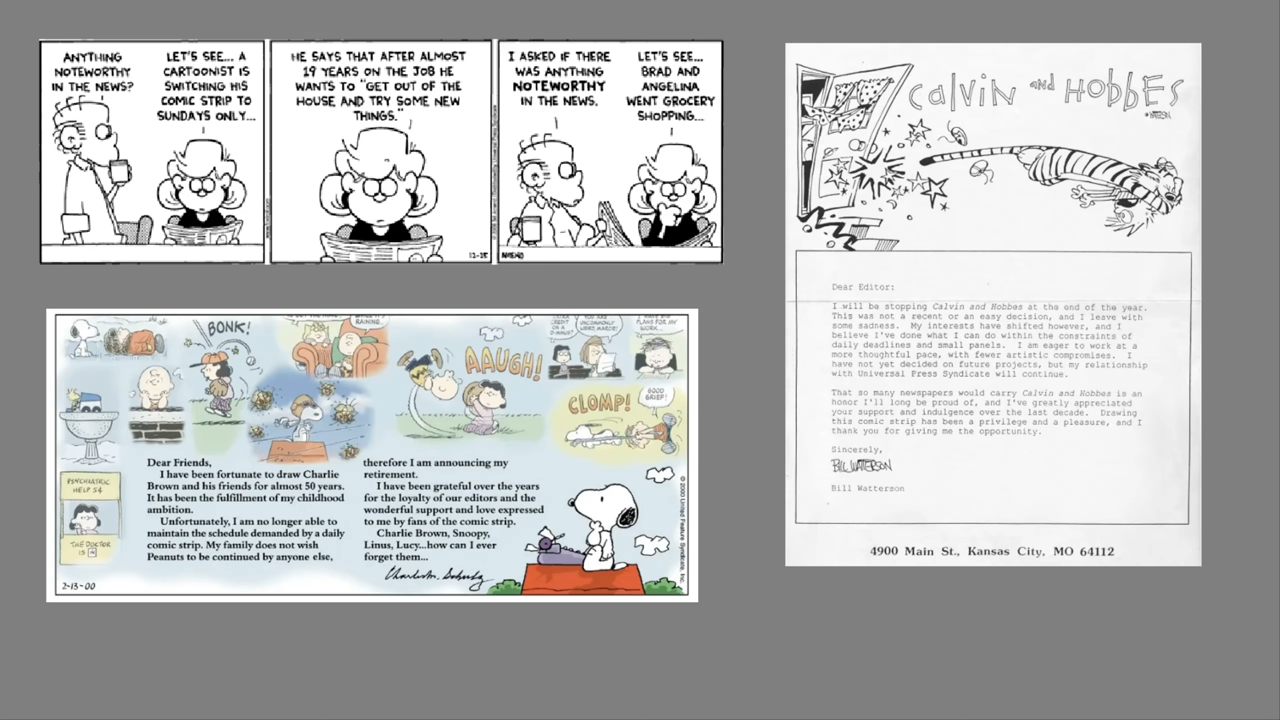 ANYTHING
NOTEWORTHY
IN THE NEWS?
LET'S SEE... A
CARTOONIST IS
SWITCHING HIS
COMIC STRIP TO
SUNDAYS ONLY...
HE SAYS THAT AFTER ALMOST
19 YEARS ON THE JOB HE
WANTS TO "GET OUT OF THE
HOUSE AND TRY SOME NEW
THINGS."
12-25
I ASKED IF THERE
WAS ANYTHING
NOTEWORTHY
IN THE NEWS.
LET'S SEE...
BRAD AND
ANGELINA
WENT GROCERY
SHOPPING...
AMEND
BONK!
RAINING.
AAUGH!
CLOMP!
GOOD
GRIEF!
PSYCHIATRIC
HELP 5¢
THE DOCTOR
IS IN
Dear Friends,
I have been fortunate to draw Charlie
Brown and his friends for almost 50 years.
It has been the fulfillment of my childhood
ambition.
Unfortunately, I am no longer able to
maintain the schedule demanded by a daily
comic strip. My family does not wish
Peanuts to be continued by anyone else,
therefore I am announcing my
retirement.
I have been grateful over the years
for the loyalty of our editors and the
wonderful support and love expressed
to me by fans of the comic strip.
Charlie Brown, Snoopy,
Linus, Lucy...how can I ever
forget them...
Charles M. Schulz
2-13-00
© 2000 United Feature Syndicate, Inc.
calvin and HobbEs
WATTERSON
Dear Editor:
I will be stopping Calvin and Hobbes at the end of the year.
This was not a recent or an easy decision, and I leave with
some sadness. My interests have shifted however, and I
believe I've done what I can do within the constraints of
daily deadlines and small panels. I am eager to work at a
more thoughtful pace, with fewer artistic compromises. I
have not yet decided on future projects, but my relationship
with Universal Press Syndicate will continue.
That so many newspapers would carry Calvin and Hobbes is an
honor I'll long be proud of, and I've greatly appreciated
your support and indulgence over the last decade. Drawing
this comic strip has been a privilege and a pleasure, and I
thank you for giving me the opportunity.
Sincerely,
BILL WATTERSON
Bill Watterson
4900 Main St., Kansas City, MO 64112